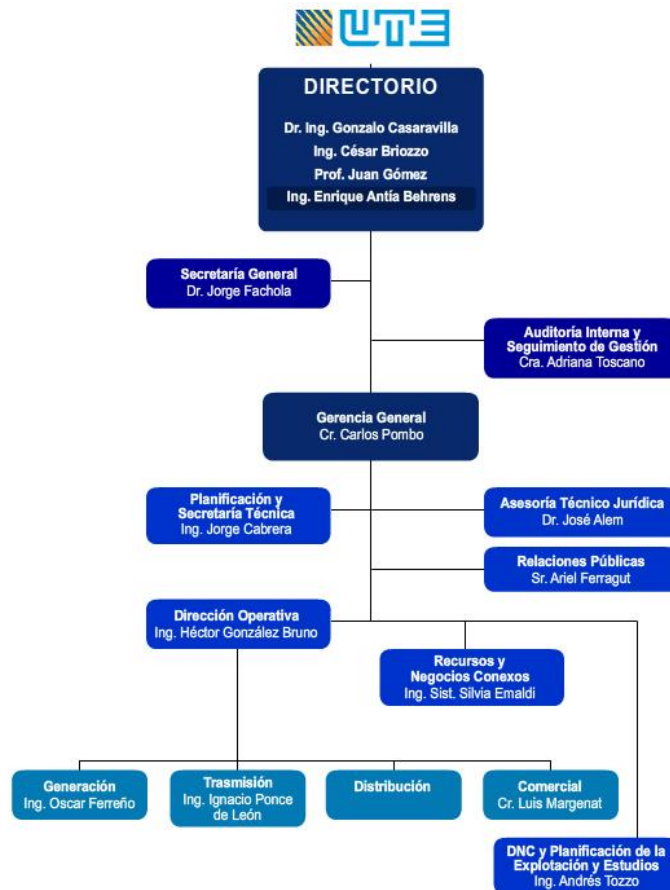 UTE
DIRECTORIO
Dr. Ing. Gonzalo Casaravilla
Ing. César Briozzo
Prof. Juan Gómez
Ing. Enrique Antía Behrens
Secretaría General
Dr. Jorge Fachola
Auditoría Interna y
Seguimiento de Gestión
Cra. Adriana Toscano
Gerencia General
Cr. Carlos Pombo
Planificación y
Secretaría Técnica
Ing. Jorge Cabrera
Asesoría Técnico Jurídica
Dr. José Alem
Relaciones Públicas
Sr. Ariel Ferragut
Dirección Operativa
Ing. Héctor González Bruno
Recursos y
Negocios Conexos
Ing. Sist. Silvia Emaldi
Generación
Ing. Oscar Ferreño
Trasmisión
Ing. Ignacio Ponce
de León
Distribución
Comercial
Cr. Luis Margenat
DNC y Planificación de la
Explotación y Estudios
Ing. Andrés Tozzo